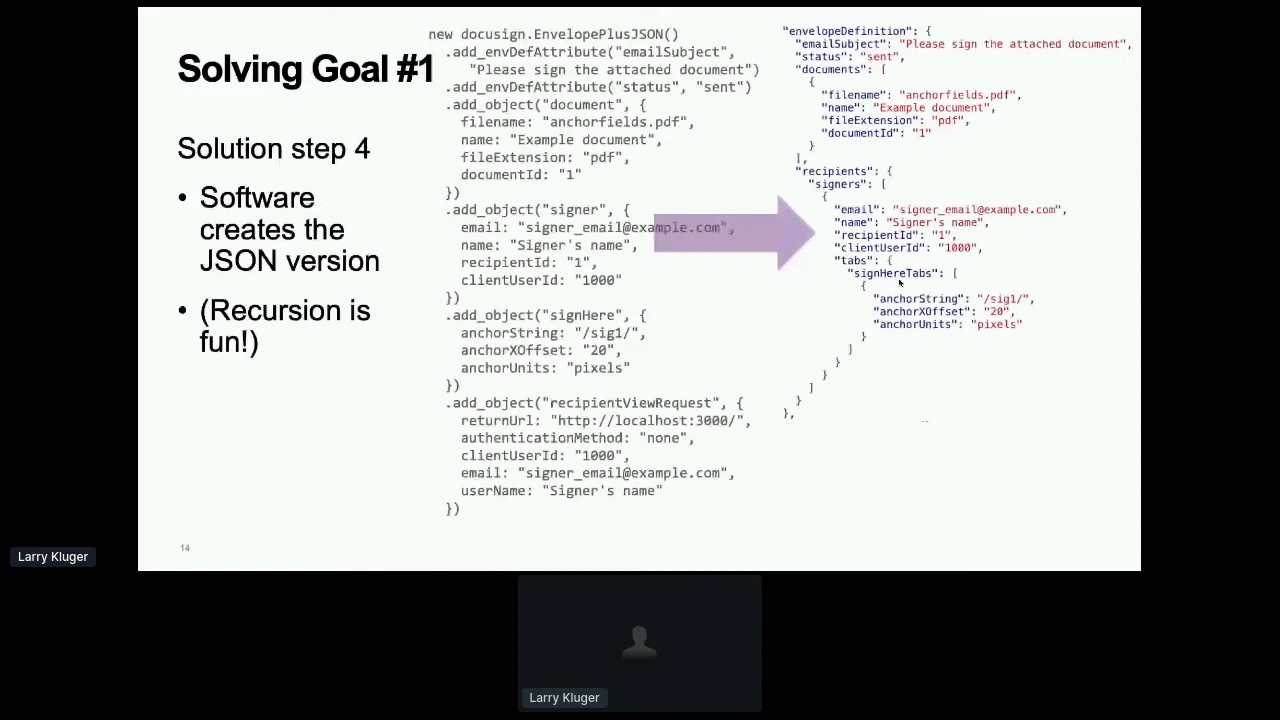 Solving Goal #1
Solution step 4
• Software
creates the
JSON version
• (Recursion is
fun!)
new docusign.EnvelopePlusJSON()
.add_envDefAttribute("emailSubject",
"Please sign the attached document")
.add_envDefAttribute("status", "sent")
.add_object("document", {
filename: "anchorfields.pdf",
name: "Example document",
fileExtension: "pdf",
documentId: "1"
})
.add_object("signer", {
email: "signer_email@example.com",
name: "Signer's name",
recipientId: "1",
clientUserId: "1000"
})
.add_object("signHere", {
anchorString: "/sig1/",
anchorXOffset: "20",
anchorUnits: "pixels"
})
.add_object("recipientViewRequest", {
returnUrl: "http://localhost:3000/",
authenticationMethod: "none",
clientUserId: "1000",
email: "signer_email@example.com",
userName: "Signer's name"
})
"envelopeDefinition": {
"emailSubject": "Please sign the attached document",
"status": "sent",
"documents": [
{
"filename": "anchorfields.pdf",
"name": "Example document",
"fileExtension": "pdf",
"documentId": "1"
}
],
"recipients": {
"signers": [
{
"email": "signer_email@example.com",
"name": "Signer's name",
"recipientId": "1",
"clientUserId": "1000",
"tabs": {
"signHereTabs": [
{
"anchorString": "/sig1/",
"anchorXOffset": "20",
"anchorUnits": "pixels"
}
]
}
}
]
}
},
14
Larry Kluger
Larry Kluger